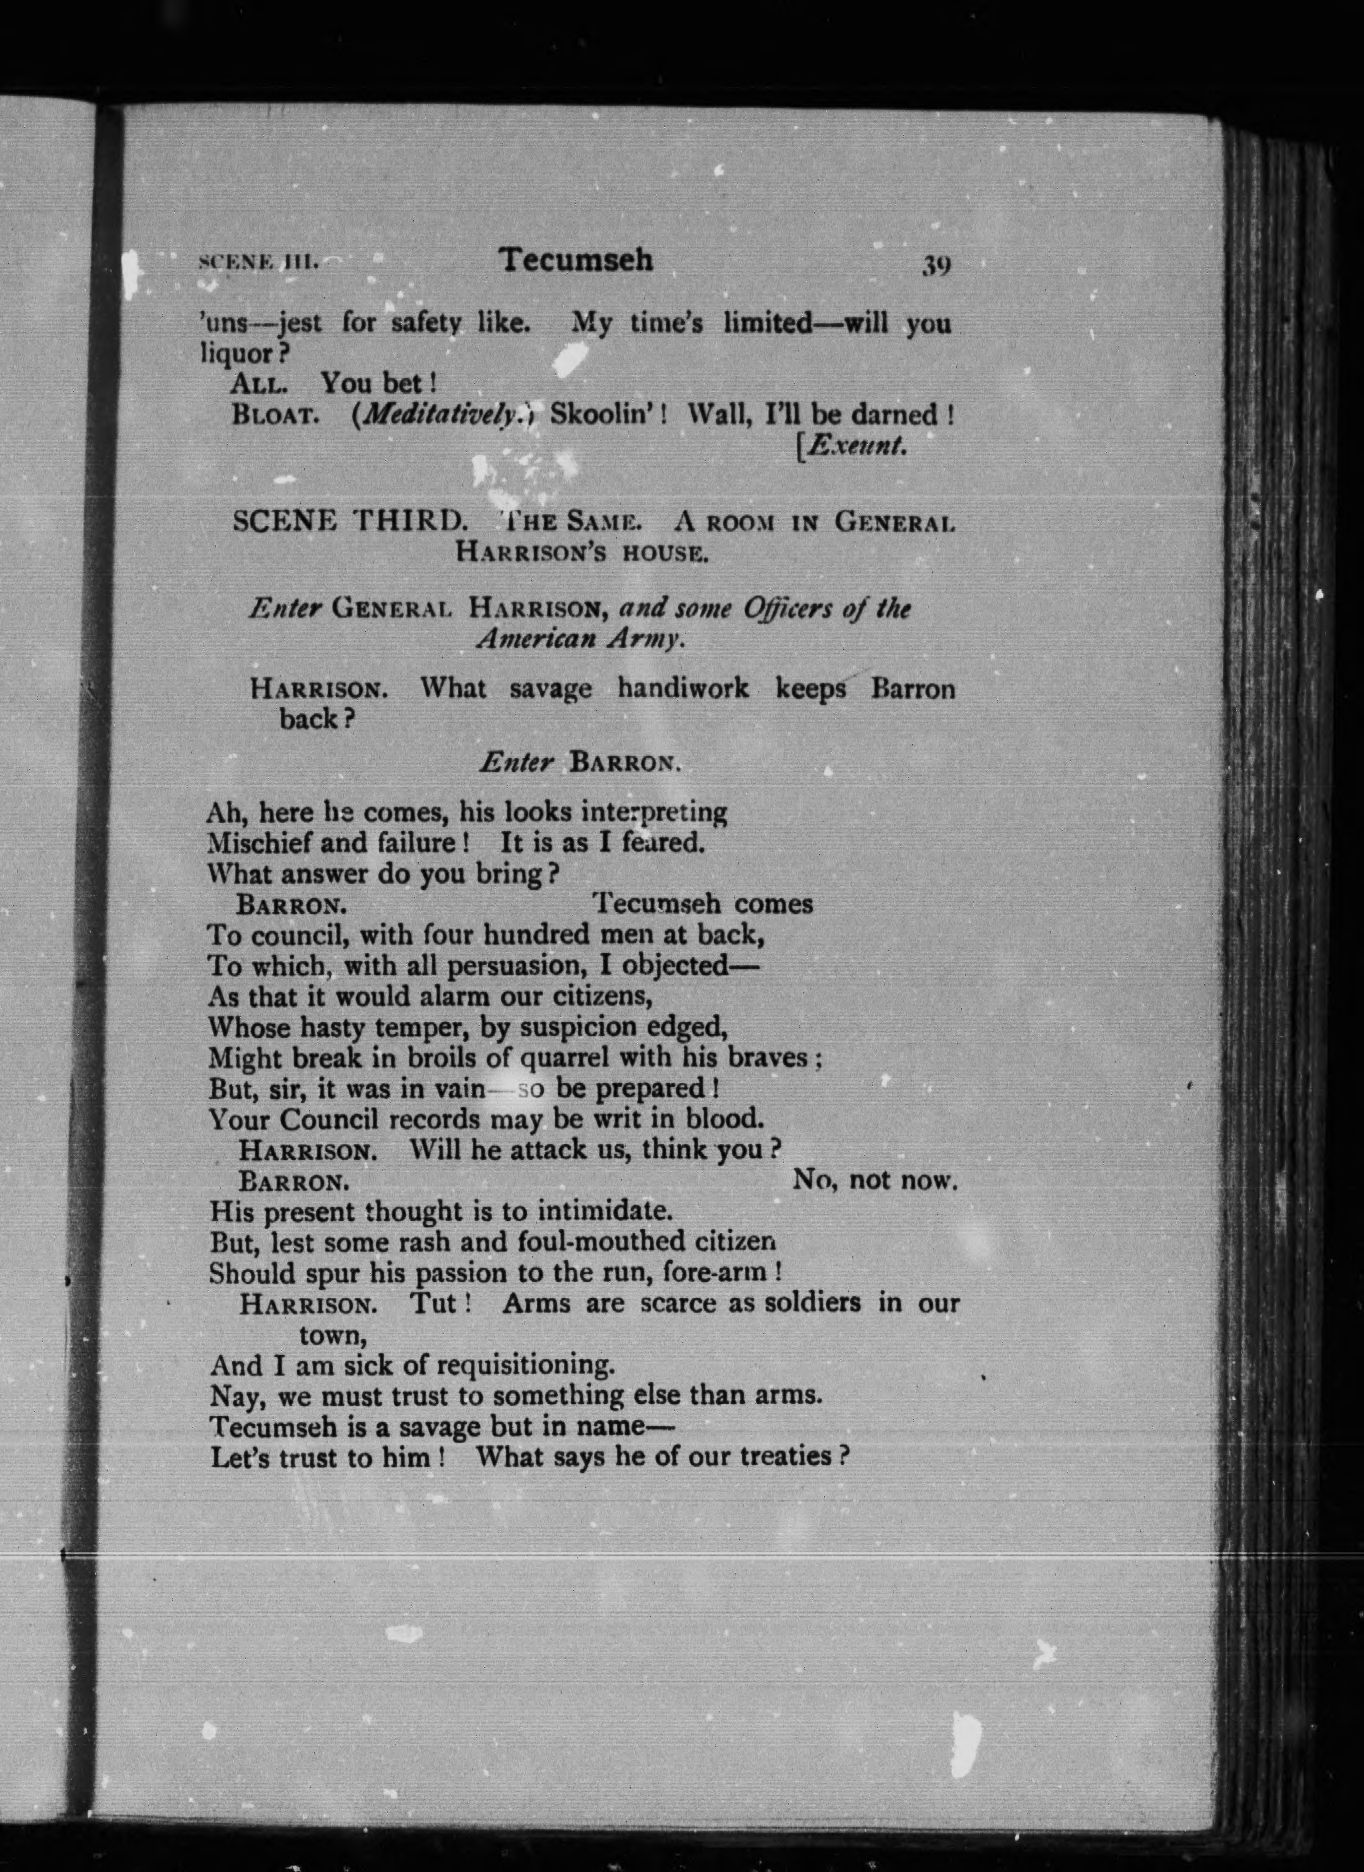 SCENE III. Tecumseh 39
'uns—jest for safety like. My time's limited—will you
liquor?
ALL. You bet!
BLOAT. (Meditatively.) Skoolin'! Wall, I'll be darned!
[Exeunt.
SCENE THIRD. THE SAME. A ROOM IN GENERAL
HARRISON'S HOUSE.
Enter GENERAL HARRISON, and some Officers of the
American Army.
HARRISON. What savage handiwork keeps Barron
back?
Enter BARRON.
Ah, here he comes, his looks interpreting
Mischief and failure! It is as I feared.
What answer do you bring?
BARRON. Tecumseh comes
To council, with four hundred men at back,
To which, with all persuasion, I objected—
As that it would alarm our citizens,
Whose hasty temper, by suspicion edged,
Might break in broils of quarrel with his braves;
But, sir, it was in vain—so be prepared!
Your Council records may be writ in blood.
HARRISON. Will he attack us, think you?
BARRON. No, not now.
His present thought is to intimidate.
But, lest some rash and foul-mouthed citizen
Should spur his passion to the run, fore-arm!
HARRISON. Tut! Arms are scarce as soldiers in our
town,
And I am sick of requisitioning.
Nay, we must trust to something else than arms.
Tecumseh is a savage but in name—
Let's trust to him! What says he of our treaties?